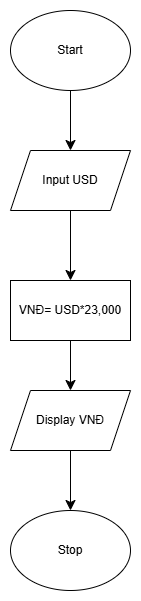 Start
Input USD
VNĐ= USD*23,000
Display VNĐ
Stop